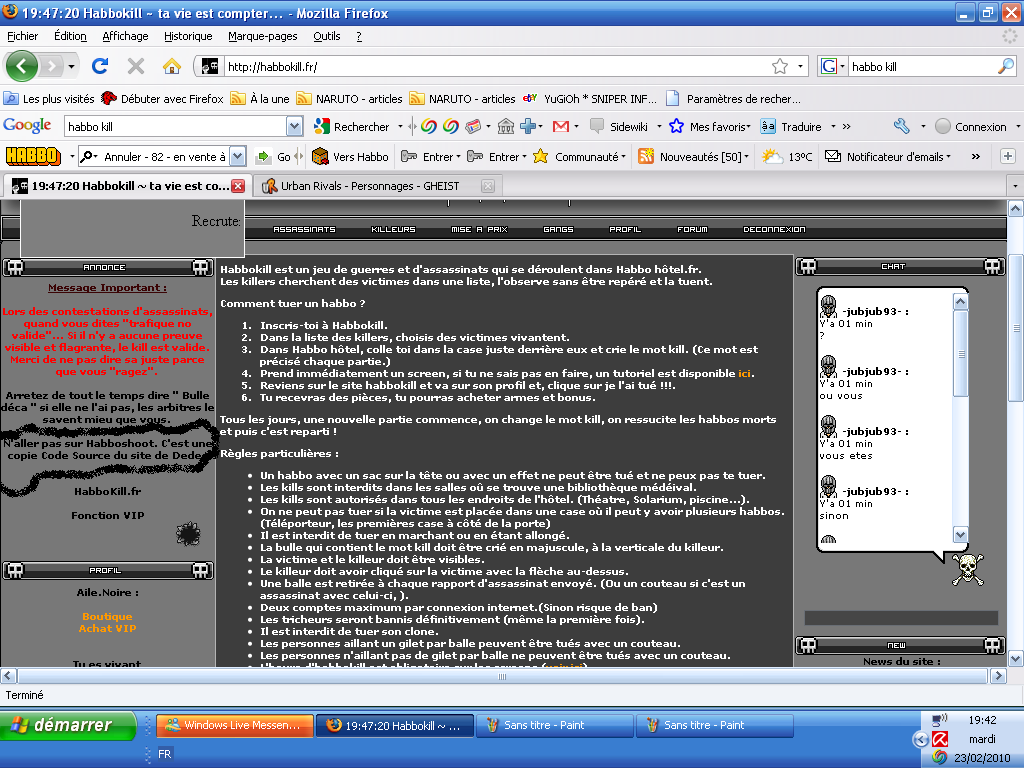 19:47:20 Habbokill ~ ta vie est compter... - Mozilla Firefox
Fichier Édition Affichage Historique Marque-pages Outils ?
http://habbokill.fr/ habbo kill
Les plus visités Débuter avec Firefox À la une NARUTO - articles NARUTO - articles YuGiOh * SNIPER INF... Paramètres de recher...
Google habbo kill Rechercher Sidewiki Mes favoris Traduire » Connexion
HABBO Annuler - 82 - en vente à Go Vers Habbo Entrer Entrer Communauté Nouveautés [50] 13°C Notificateur d'emails »
19:47:20 Habbokill ~ ta vie est co... Urban Rivals - Personnages - GHEIST
Recrute:
ASSASSINATS KILLEURS MISE A PRIX GANGS PROFIL FORUM DECONNEXION
ANNONCE
Message Important :
Lors des contestations d'assassinats,
quand vous dites "trafique no
valide"... Si il n'y a aucune preuve
visible et flagrante, le kill est valide.
Merci de ne pas dire sa juste parce
que vous "ragez".
Arretez de tout le temps dire " Bulle
déca " si elle ne l'ai pas, les arbitres le
savent mieu que vous.
N'aller pas sur Habboshoot. C'est une
copie Code Source du site de Dede
HabboKill.fr
Fonction VIP
PROFIL
Aile.Noire :
Boutique
Achat VIP
Tu es vivant
Habbokill est un jeu de guerres et d'assassinats qui se déroulent dans Habbo hôtel.fr.
Les killers cherchent des victimes dans une liste, l'observe sans être repéré et la tuent.
Comment tuer un habbo ?
1. Inscris-toi à Habbokill.
2. Dans la liste des killers, choisis des victimes vivantent.
3. Dans Habbo hôtel, colle toi dans la case juste derrière eux et crie le mot kill. (Ce mot est
précisé chaque partie.)
4. Prend immédiatement un screen, si tu ne sais pas en faire, un tutoriel est disponible ici.
5. Reviens sur le site habbokill et va sur son profil et, clique sur je l'ai tué !!!.
6. Tu recevras des pièces, tu pourras acheter armes et bonus.
Tous les jours, une nouvelle partie commence, on change le mot kill, on ressucite les habbos morts
et puis c'est reparti !
Règles particulières :
Un habbo avec un sac sur la tête ou avec un effet ne peut être tué et ne peux pas te tuer.
Les kills sont interdits dans les salles où se trouve une bibliothèque médéival.
Les kills sont autorisés dans tous les endroits de l'hôtel. (Théatre, Solarium, piscine...).
On ne peut pas tuer si la victime est placée dans une case où il peut y avoir plusieurs habbos.
(Téléporteur, les premières case à côté de la porte)
Il est interdit de tuer en marchant ou en étant allongé.
La bulle qui contient le mot kill doit être crié en majuscule, à la verticale du killeur.
La victime et le killeur doit être visibles.
Le killeur doit avoir cliqué sur la victime avec la flèche au-dessus.
Une balle est retirée à chaque rapport d'assassinat envoyé. (Ou un couteau si c'est un
assassinat avec celui-ci, ).
Deux comptes maximum par connexion internet.(Sinon risque de ban)
Les tricheurs seront bannis définitivement (même la première fois).
Il est interdit de tuer son clone.
Les personnes aillant un gilet par balle peuvent être tués avec un couteau.
Les personnes n'aillant pas de gilet par balle ne peuvent être tués avec un couteau.
L'heure d'habbokill est obligatoire sur les screens (voir ici)
CHAT
-jubjub93- :
Y'a 01 min
?
-jubjub93- :
Y'a 01 min
ou vous
-jubjub93- :
Y'a 01 min
vous etes
-jubjub93- :
Y'a 01 min
sinon
NEW
News du site :
Terminé
démarrer Windows Live Messen... 19:47:20 Habbokill ~ ... Sans titre - Paint Sans titre - Paint 19:42
FR mardi
23/02/2010